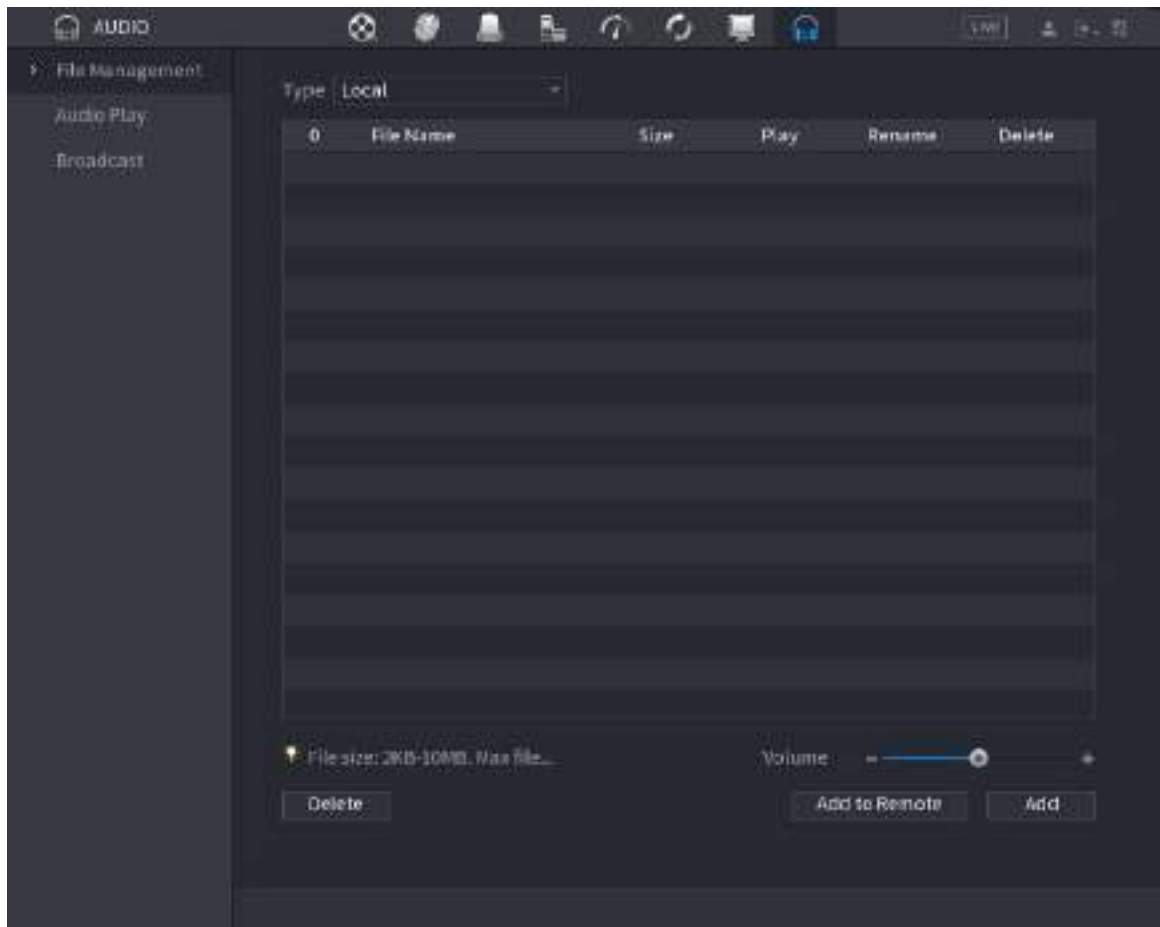 AUDIO
LIVE
File Management
Audio Play
Broadcast
Type Local
0 File Name Size Play Rename Delete
File size: 2KB-10MB. Max file...
Volume - +
Delete Add to Remote Add